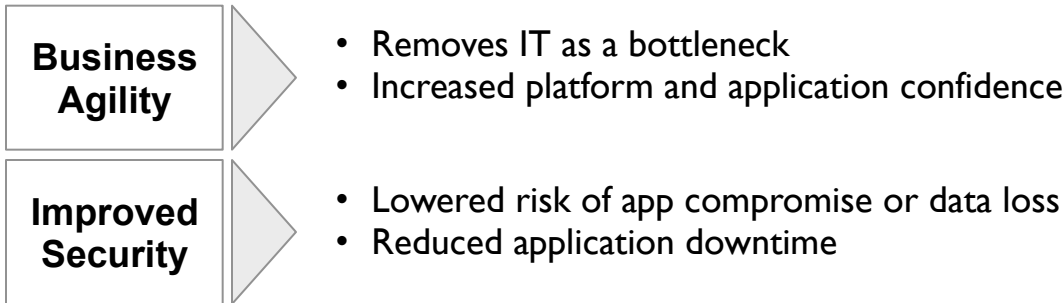 Business
Agility
• Removes IT as a bottleneck
• Increased platform and application confidence
Improved
Security
• Lowered risk of app compromise or data loss
• Reduced application downtime